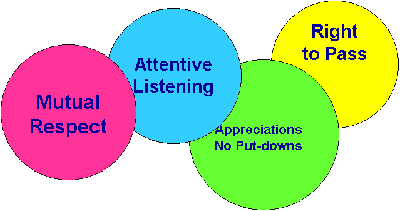 Mutual
Respect
Attentive
Listening
Appreciations
No Put-downs
Right
to Pass